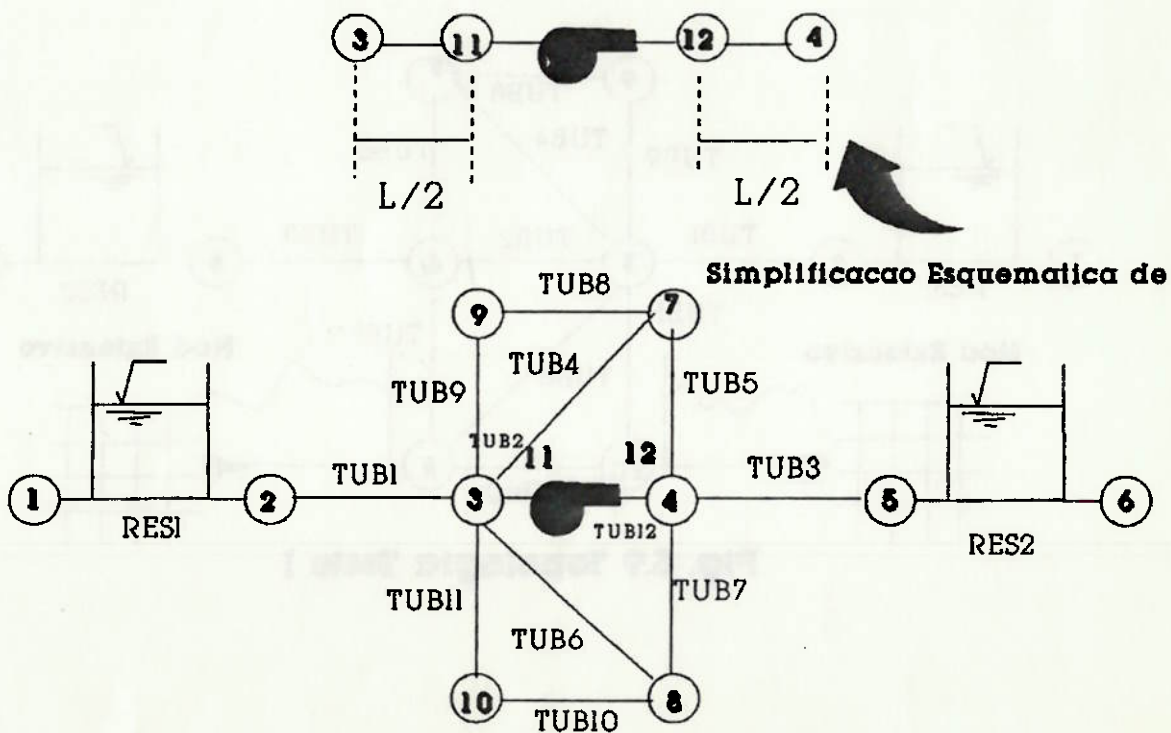 3 11 12 4
L/2 L/2
Simplificacao Esquematica de
TUB8
9 7
TUB4
TUB9 TUB5
TUB2 11 12
TUB1 TUB3
1 2 3 4 5 6
TUB12
RES1 RES2
TUB11 TUB7
TUB6
10 8
TUB10